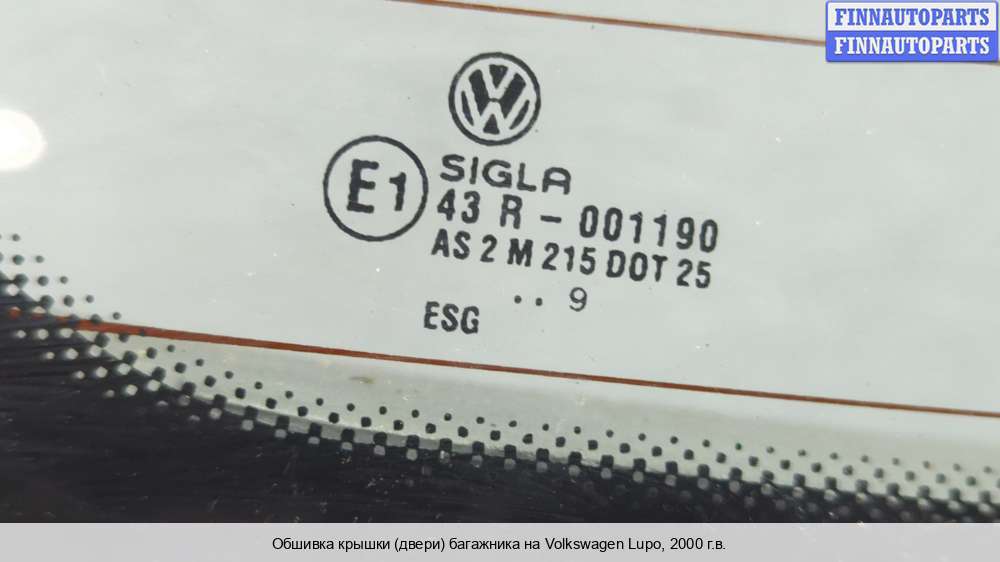 FINNAUTOPARTS
FINNAUTOPARTS
VW
SIGLA
E1
43 R - 001190
AS 2 M 215 DOT 25
.. 9
ESG
Обшивка крышки (двери) багажника на Volkswagen Lupo, 2000 г.в.